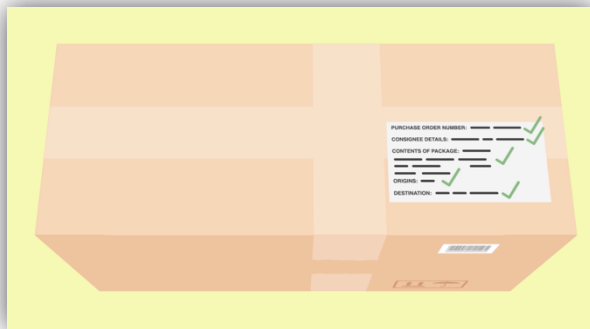 PURCHASE ORDER NUMBER:
CONSIGNEE DETAILS:
CONTENTS OF PACKAGE:
ORIGINS:
DESTINATION: